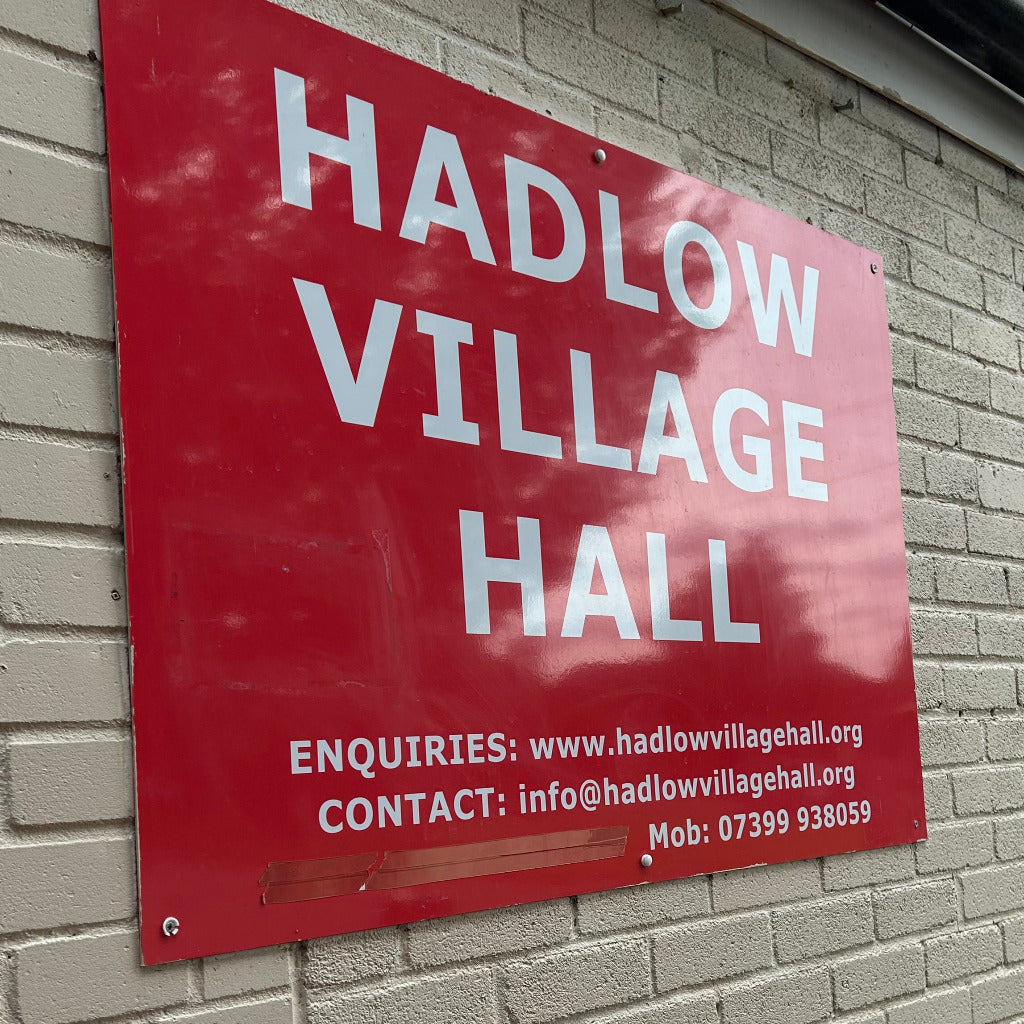 HADLOW
VILLAGE
HALL
ENQUIRIES: www.hadlowvillagehall.org
CONTACT: info@hadlowvillagehall.org
Mob: 07399 938059